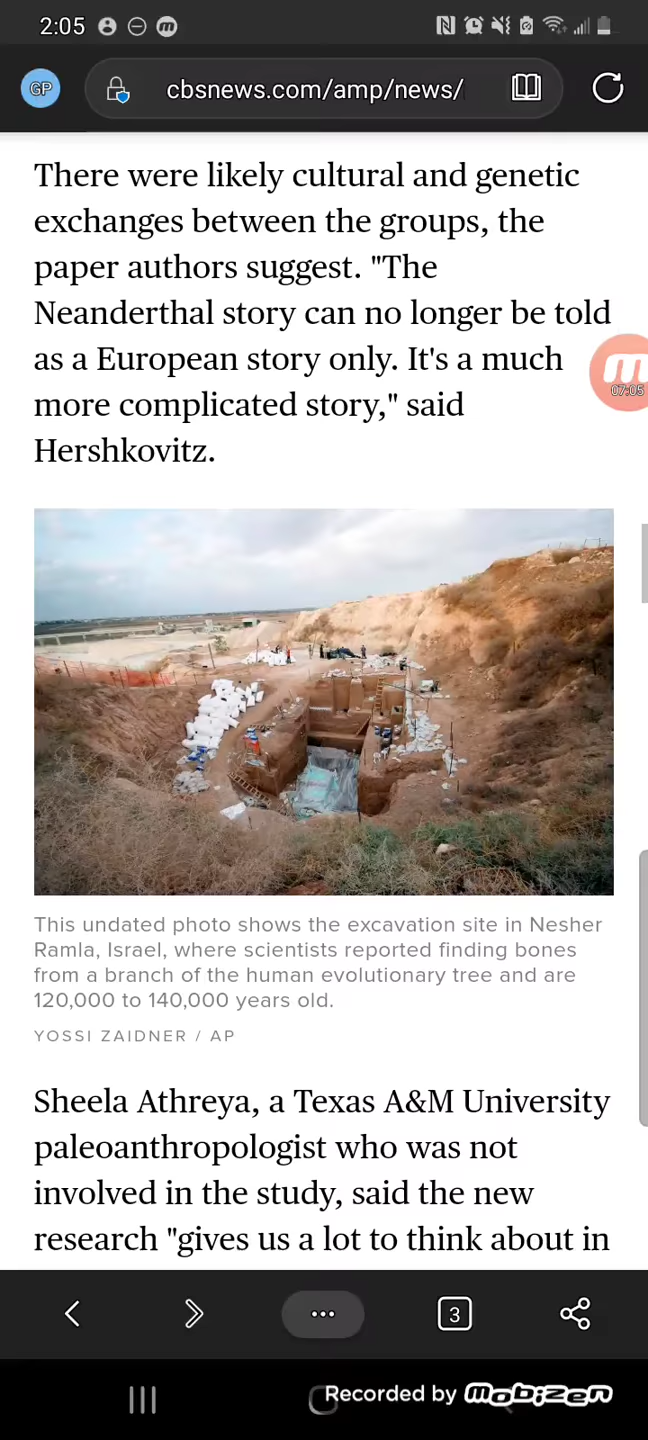 2:05
GP
cbsnews.com/amp/news/
There were likely cultural and genetic
exchanges between the groups, the
paper authors suggest. "The
Neanderthal story can no longer be told
as a European story only. It's a much
more complicated story," said
Hershkovitz.
07:05
This undated photo shows the excavation site in Nesher
Ramla, Israel, where scientists reported finding bones
from a branch of the human evolutionary tree and are
120,000 to 140,000 years old.
YOSSI ZAIDNER / AP
Sheela Athreya, a Texas A&M University
paleoanthropologist who was not
involved in the study, said the new
research "gives us a lot to think about in
3
Recorded by Mobizen